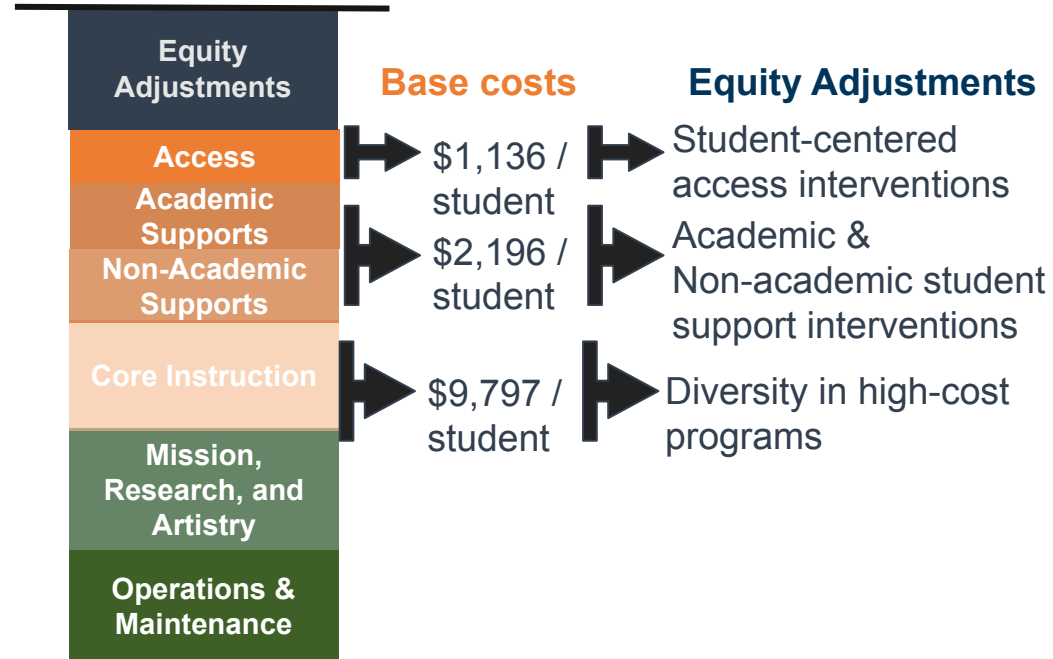 Equity
Adjustments
Access
Academic
Supports
Non-Academic
Supports
Core Instruction
Mission,
Research, and
Artistry
Operations &
Maintenance
Base costs
$1,136 /
student
$2,196 /
student
$9,797 /
student
Equity Adjustments
Student-centered
access interventions
Academic &
Non-academic student
support interventions
Diversity in high-cost
programs